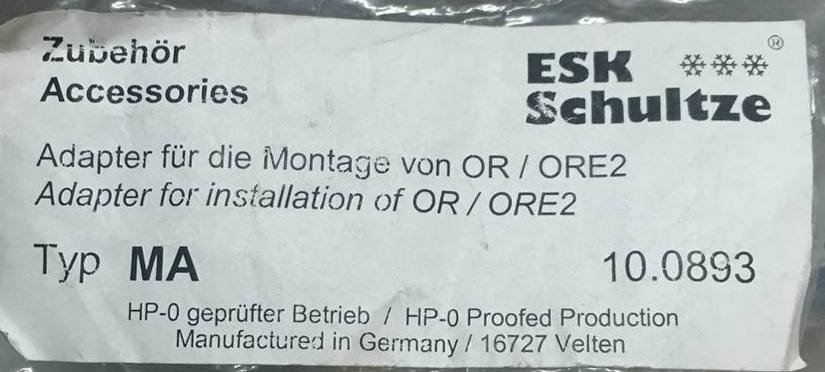 Zubehör
Accessories
ESK ®
Schultze
Adapter für die Montage von OR / ORE2
Adapter for installation of OR / ORE2
Typ MA 10.0893
HP-0 geprüfter Betrieb / HP-0 Proofed Production
Manufactured in Germany / 16727 Velten